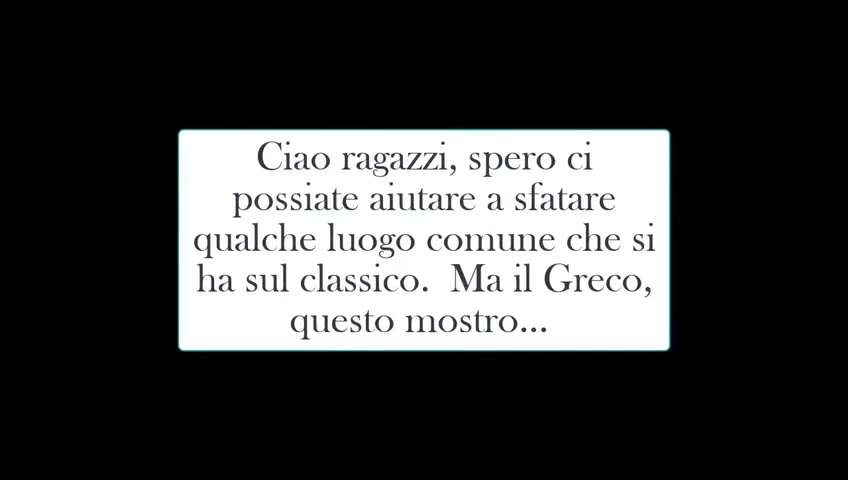 Ciao ragazzi, spero ci
possiate aiutare a sfatare
qualche luogo comune che si
ha sul classico.  Ma il Greco,
questo mostro...